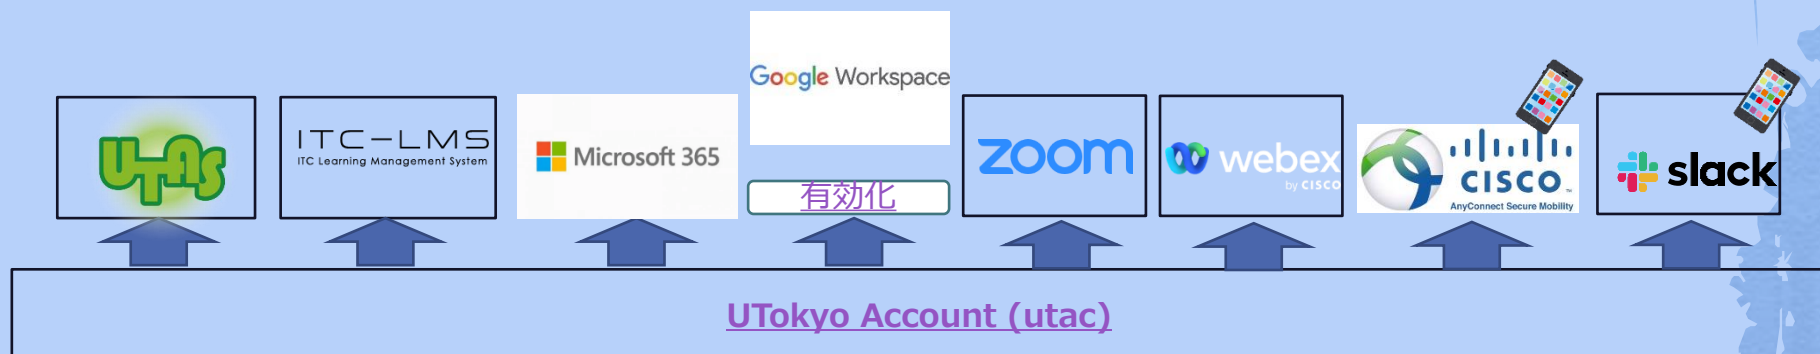 UTAS
ITC-LMS
ITC Learning Management System
Microsoft 365
Google Workspace
有効化
zoom
webex
by CISCO
CISCO™
AnyConnect Secure Mobility
slack
UTokyo Account (utac)